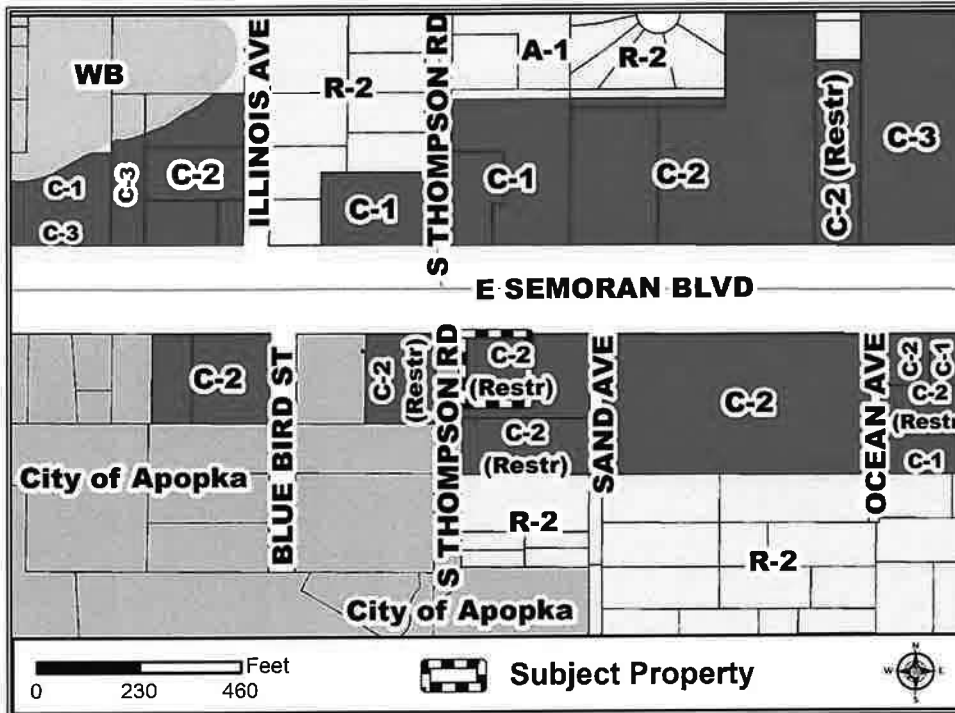 WB
ILLINOIS AVE
R-2
S THOMPSON RD
A-1
R-2
C-2 (Restr)
C-3
C-1
C-3
C-2
C-1
C-1
C-2
C-3
E SEMORAN BLVD
C-2
BLUE BIRD ST
C-2
(Restr)
S THOMPSON RD
C-2
(Restr)
SAND AVE
C-2
OCEAN AVE
C-2
C-1
C-2
(Restr
C-2
(Restr)
C-1
City of Apopka
R-2
R-2
City of Apopka
Feet
0 230 460
Subject Property
N
W E
S